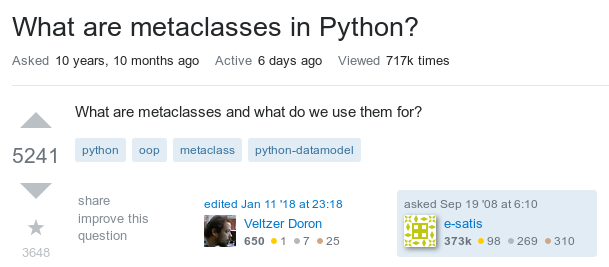 What are metaclasses in Python?
Asked 10 years, 10 months ago Active 6 days ago Viewed 717k times
What are metaclasses and what do we use them for?
5241
python oop metaclass python-datamodel
3648
share
improve this
question
edited Jan 11 '18 at 23:18
Veltzer Doron
650 1 7 25
asked Sep 19 '08 at 6:10
e-satis
373k 98 269 310